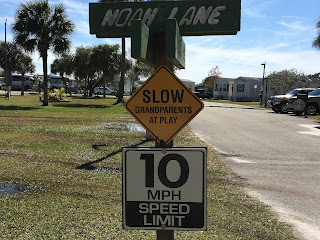 NOAH LANE
SLOW
GRANDPARENTS
AT PLAY
10
MPH
SPEED
LIMIT